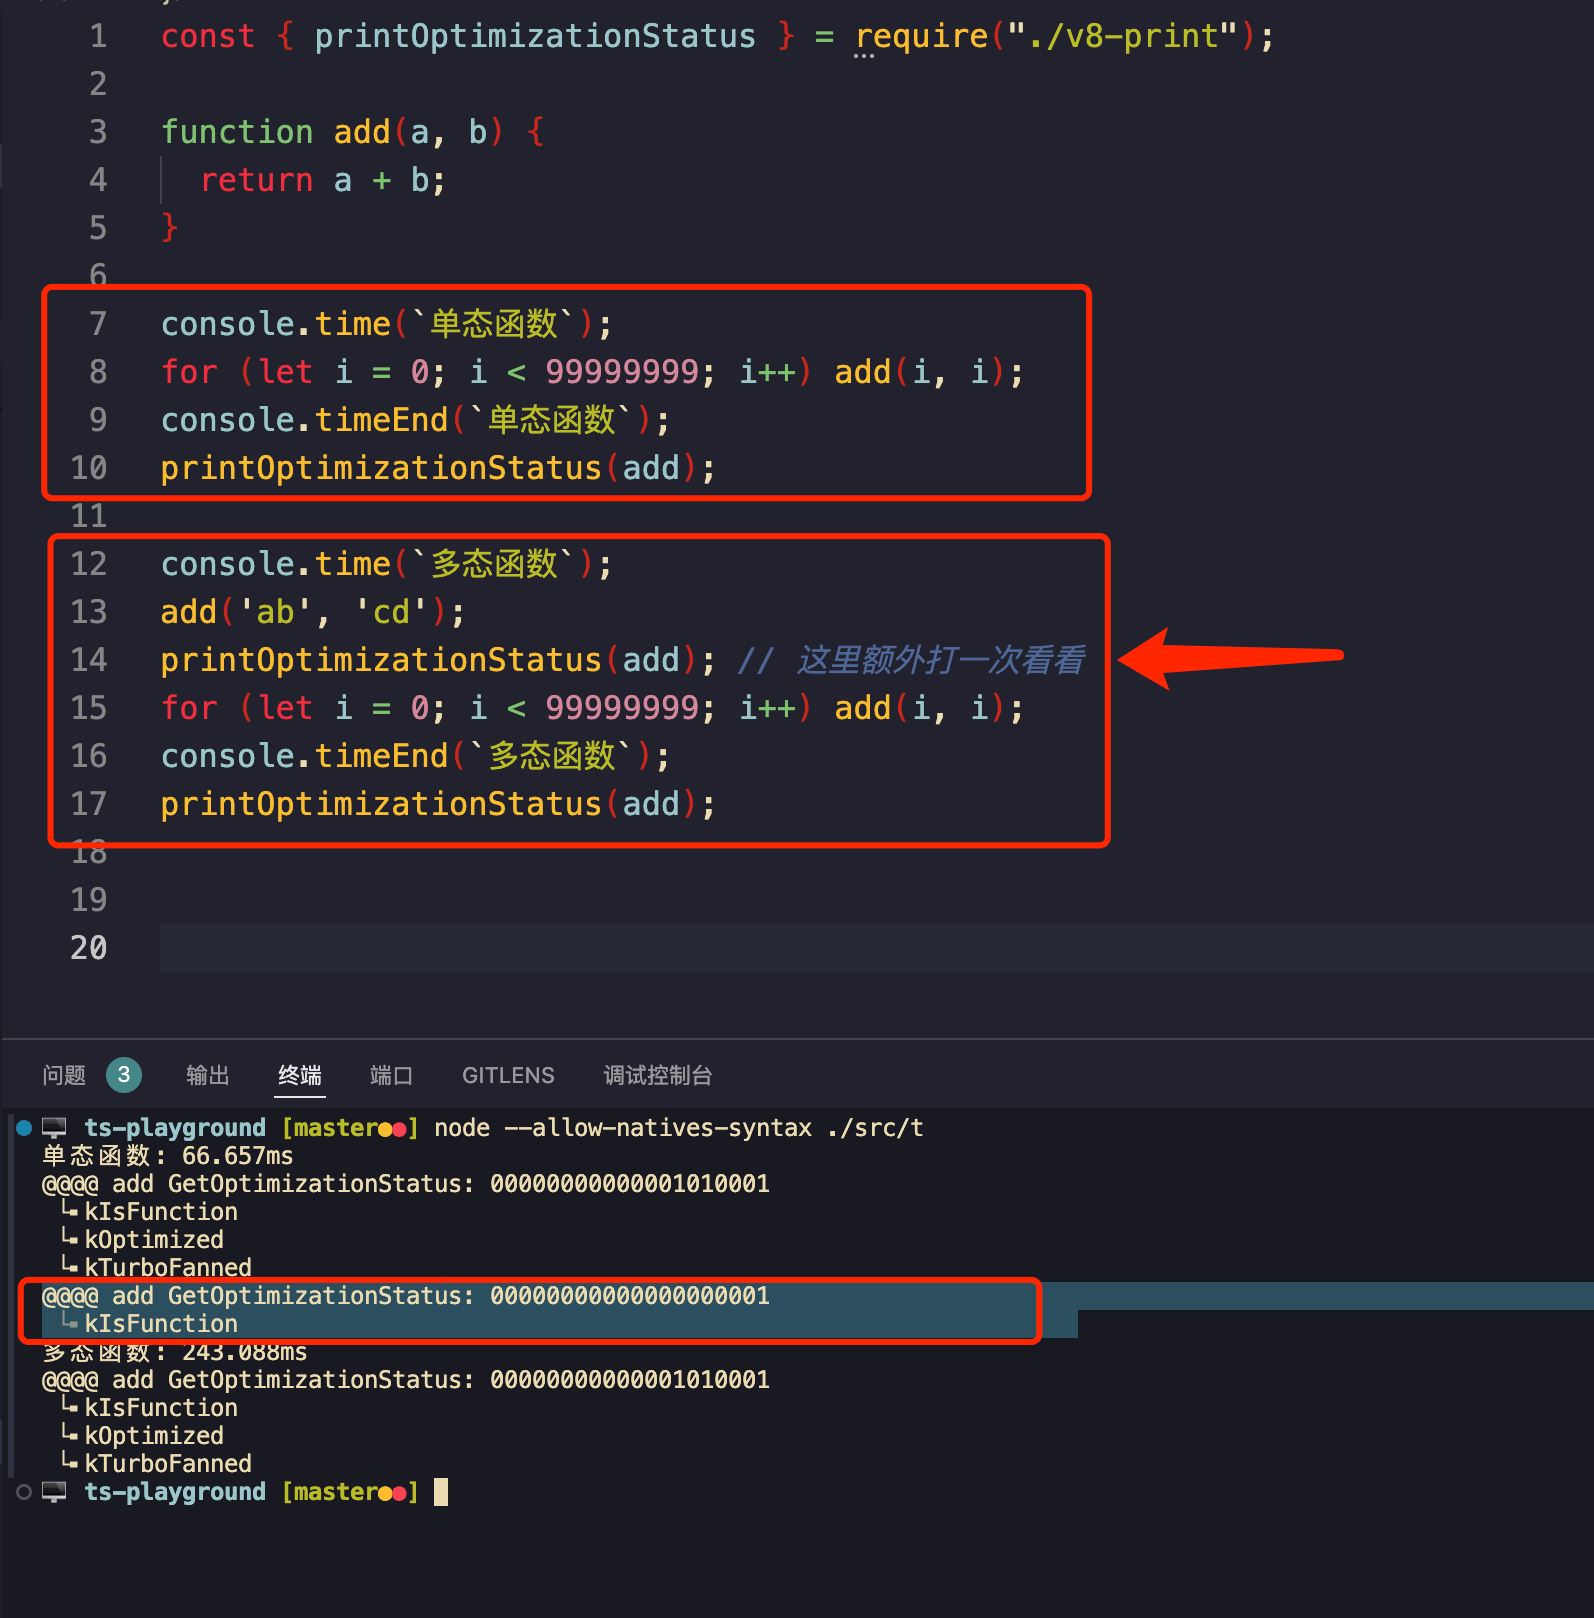 1 const { printOptimizationStatus } = require("./v8-print");
2
3 function add(a, b) {
4 return a + b;
5 }
6
7 console.time(`单态函数`);
8 for (let i = 0; i < 99999999; i++) add(i, i);
9 console.timeEnd(`单态函数`);
10 printOptimizationStatus(add);
11
12 console.time(`多态函数`);
13 add('ab', 'cd');
14 printOptimizationStatus(add); // 这里额外打一次看看
15 for (let i = 0; i < 99999999; i++) add(i, i);
16 console.timeEnd(`多态函数`);
17 printOptimizationStatus(add);
18
19
20
问题 3 输出 终端 端口 GITLENS 调试控制台
ts-playground [master●●] node --allow-natives-syntax ./src/t
单态函数: 66.657ms
@@@@ add GetOptimizationStatus: 00000000000001010001
╰╸kIsFunction
╰╸kOptimized
╰╸kTurboFanned
@@@@ add GetOptimizationStatus: 00000000000000000001
╰╸kIsFunction
多态函数: 243.088ms
@@@@ add GetOptimizationStatus: 00000000000001010001
╰╸kIsFunction
╰╸kOptimized
╰╸kTurboFanned
ts-playground [master●●]